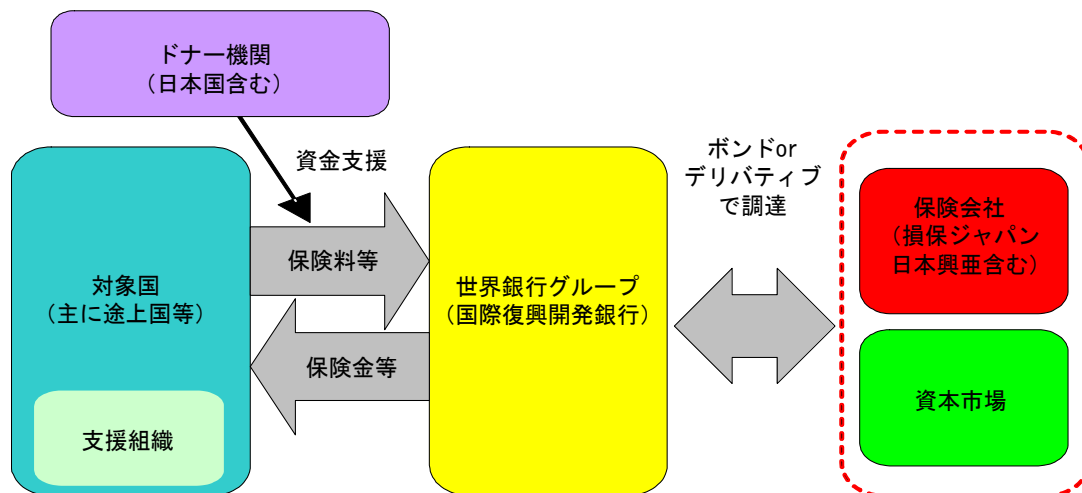 ドナー機関
（日本国含む）
資金支援
ボンドor
デリバティブ
で調達
保険会社
（損保ジャパン
日本興亜含む）
保険料等
対象国
（主に途上国等）
世界銀行グループ
（国際復興開発銀行）
保険金等
資本市場
支援組織